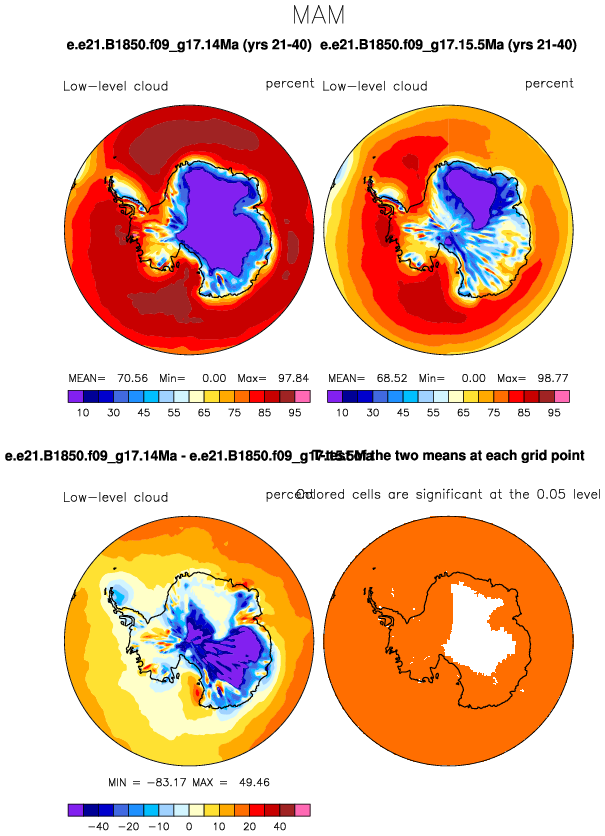 MAM
e.e21.B1850.f09_g17.14Ma (yrs 21-40) e.e21.B1850.f09_g17.15.5Ma (yrs 21-40)
Low-level cloud percent Low-level cloud percent
MEAN= 70.56 Min= 0.00 Max= 97.84 MEAN= 68.52 Min= 0.00 Max= 98.77
10 30 45 55 65 75 85 95 10 30 45 55 65 75 85 95
e.e21.B1850.f09_g17.14Ma - e.e21.B1850.f09_g17.15.5Ma T-test of the two means at each grid point
Low-level cloud percent Colored cells are significant at the 0.05 level
MIN = -83.17 MAX = 49.46
-40 -20 -10 0 10 20 40